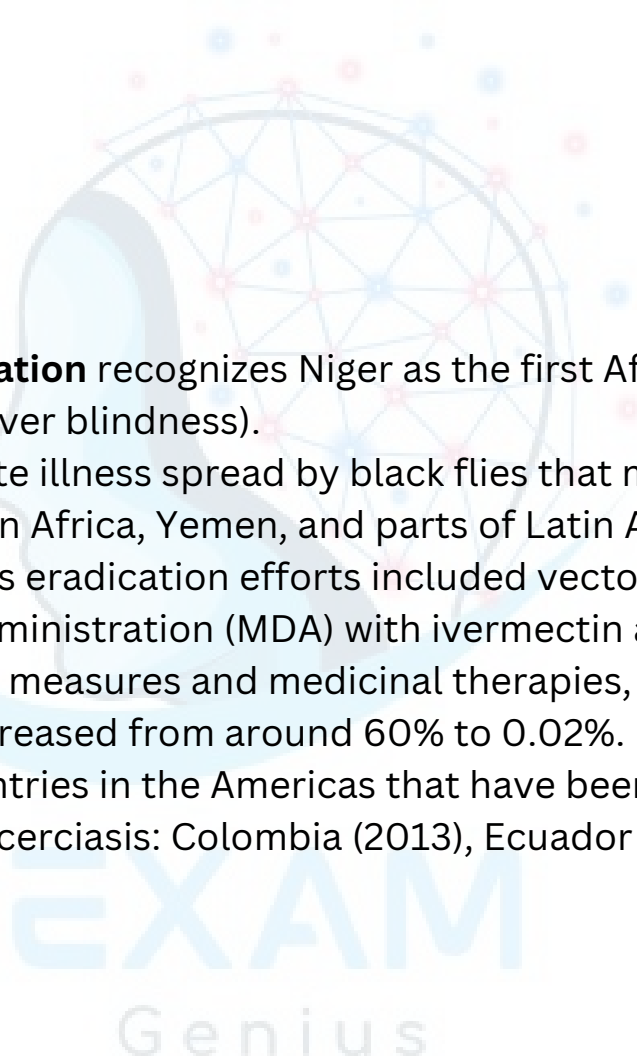 ation recognizes Niger as the first Af
ver blindness).
te illness spread by black flies that m
n Africa, Yemen, and parts of Latin A
s eradication efforts included vecto
ministration (MDA) with ivermectin a
measures and medicinal therapies,
reased from around 60% to 0.02%.
ntries in the Americas that have been
cerciasis: Colombia (2013), Ecuador
EXAM
Genius